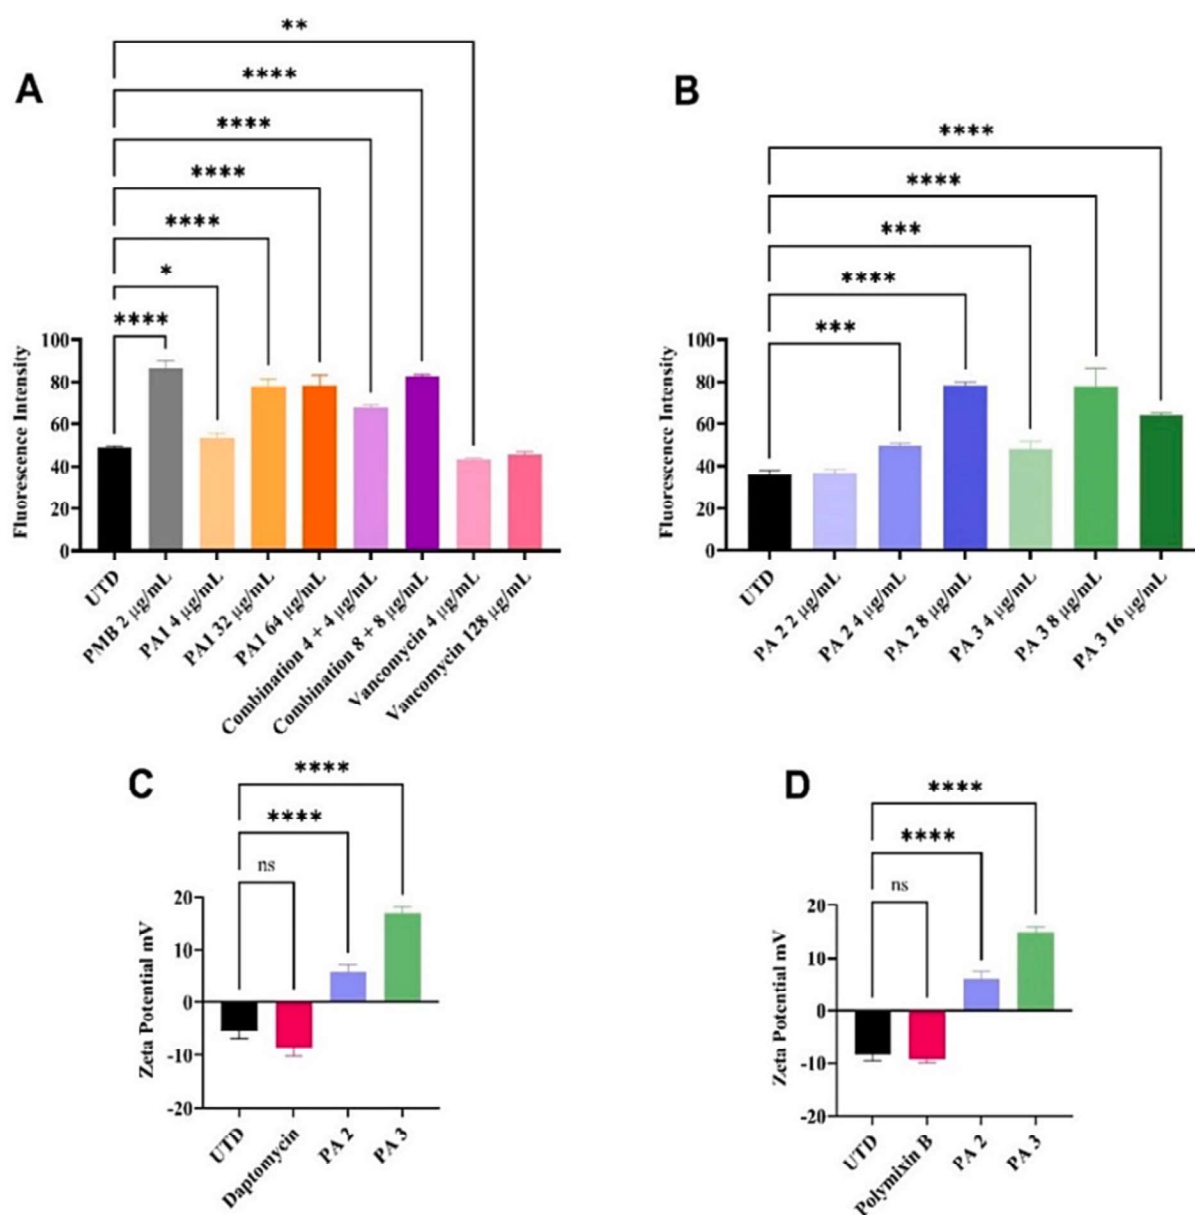 A
**
****
****
****
****
*
****
Fluorescence Intensity
100
80
60
40
20
0
UTD
PMB 2 μg/mL
PA1 4 μg/mL
PA1 32 μg/mL
PA1 64 μg/mL
Combination 4 + 4 μg/mL
Combination 8 + 8 μg/mL
Vancomycin 4 μg/mL
Vancomycin 128 μg/mL
B
****
****
***
****
***
Fluorescence Intensity
100
80
60
40
20
0
UTD
PA 2 2 μg/mL
PA 2 4 μg/mL
PA 2 8 μg/mL
PA 3 4 μg/mL
PA 3 8 μg/mL
PA 3 16 μg/mL
C
****
****
ns
Zeta Potential mV
20
10
0
-10
-20
UTD
Daptomycin
PA 2
PA 3
D
****
****
ns
Zeta Potential mV
20
10
0
-10
-20
UTD
Polymixin B
PA 2
PA 3